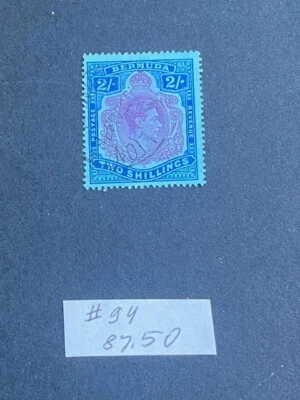 BERMUDA
2/- 2/-
POSTAGE REVENUE
TWO SHILLINGS
#94
87.50